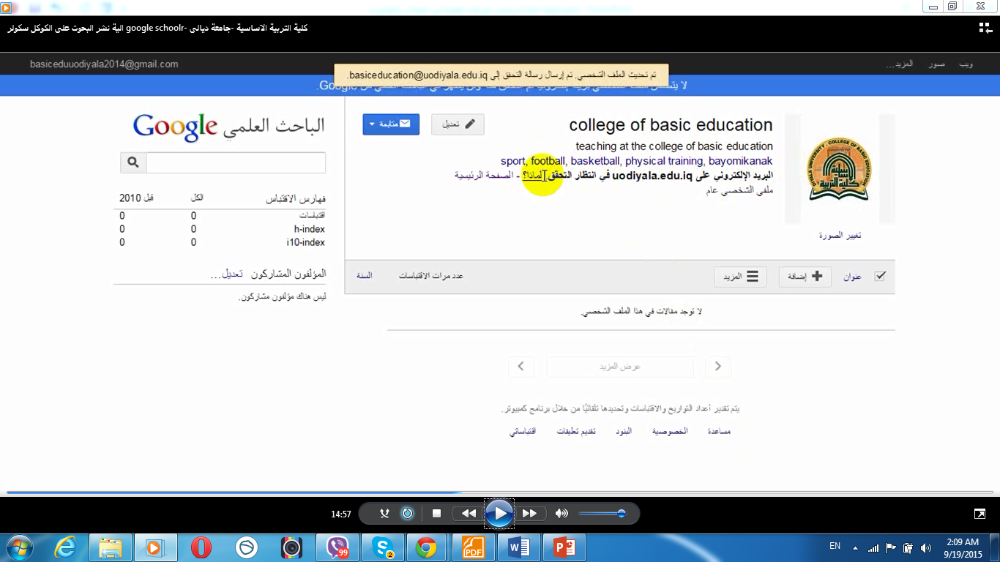 كلية التربية الاساسية -جامعة ديالى -google schoolr الية نشر البحوث على الكوكل سكولر
ويب صور المزيد...
basiceduuodiyala2014@gmail.com
تم تحديث الملف الشخصي. تم إرسال رسالة التحقق إلى basiceducation@uodiyala.edu.iq.
college of basic education
تعديل
متابعة
teaching at the college of basic education
sport, football, basketball, physical training, bayomikanak
البريد الإلكتروني على uodiyala.edu.iq في انتظار التحقق لماذا؟ - الصفحة الرئيسية
ملفي الشخصي عام
تغيير الصورة
عنوان
إضافة
المزيد
عدد مرات الاقتباسات
السنة
لا توجد مقالات في هذا الملف الشخصي.
عرض المزيد
يتم تقدير أعداد التواريخ والاقتباسات وتحديدها تلقائيًا من خلال برنامج كمبيوتر.
مساعدة الخصوصية البنود تقديم تعليقات اقتباساتي
الباحث العلمي Google
فهارس الاقتباس الكل قبل 2010
اقتباسات 0 0
h-index 0 0
i10-index 0 0
المؤلفون المشاركون تعديل...
ليس هناك مؤلفون مشاركون.
14:57
99
2
PDF
EN
2:09 AM
9/19/2015